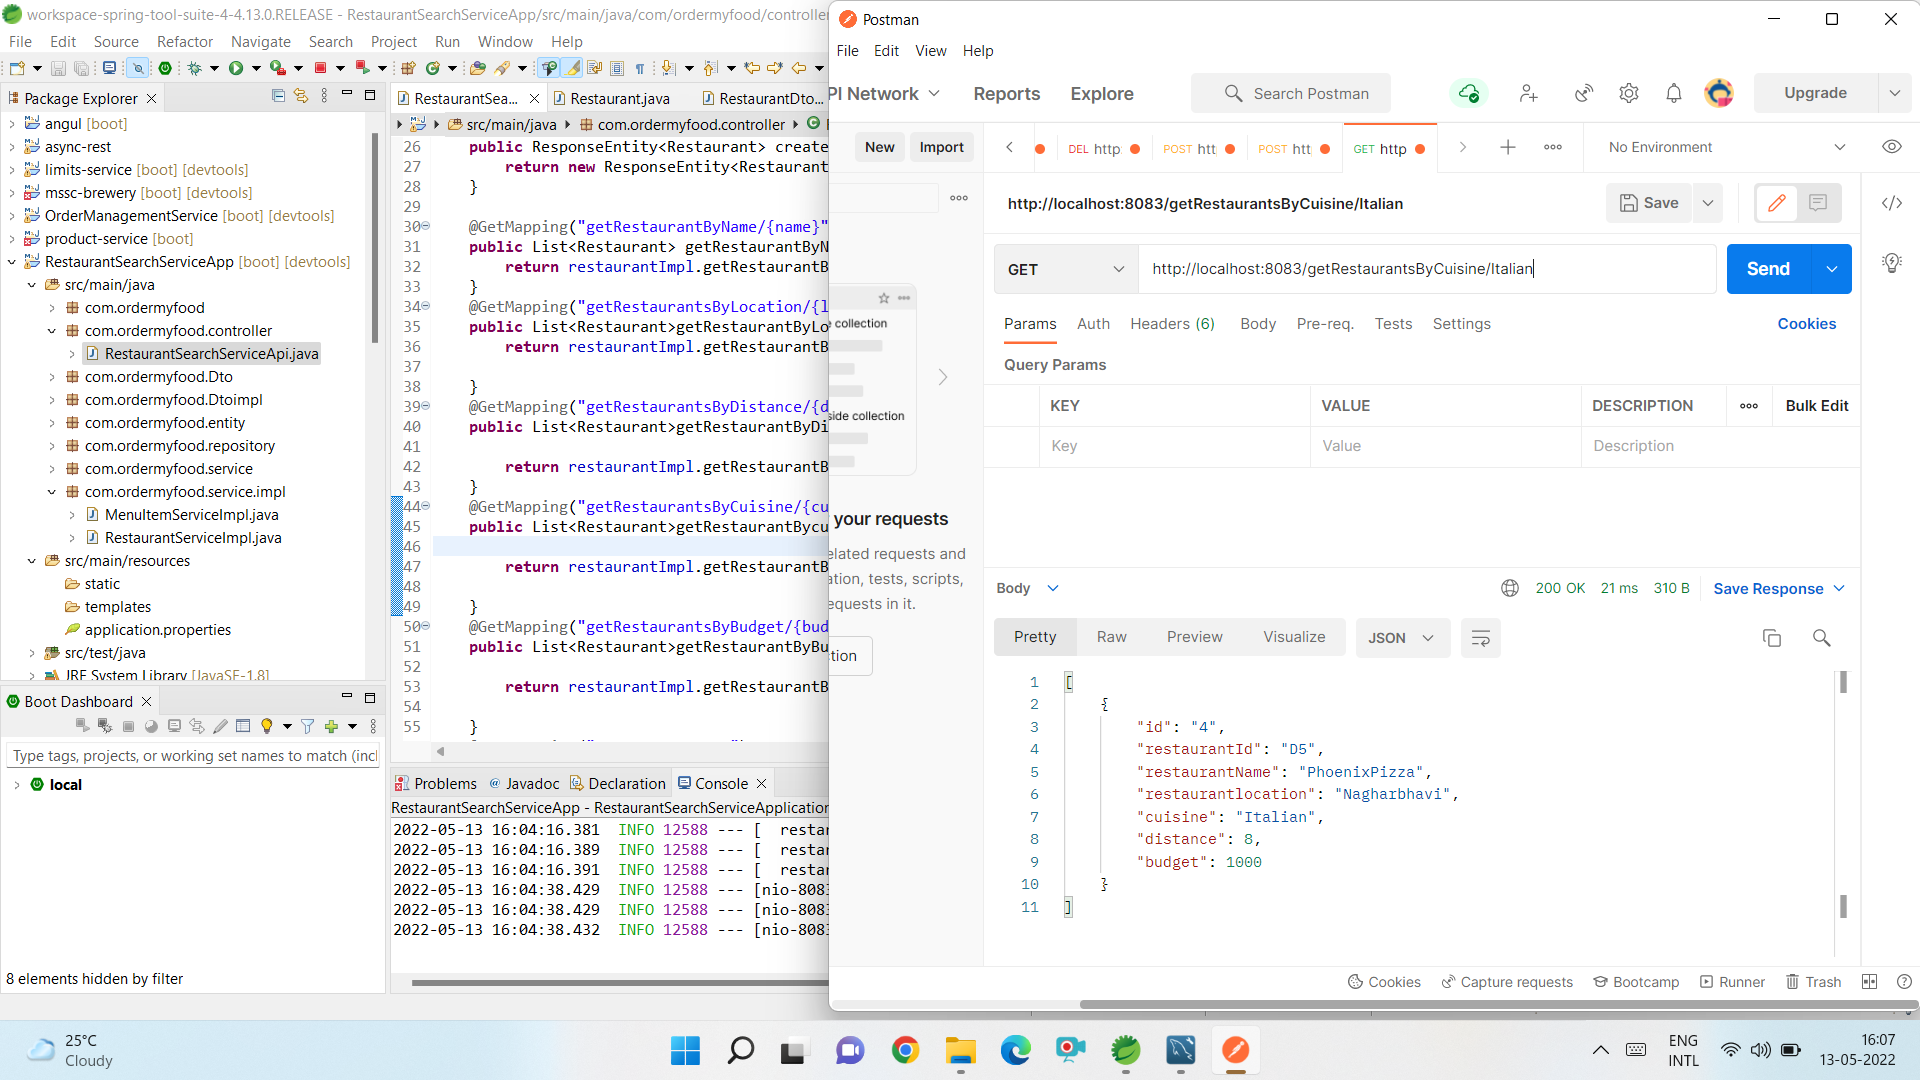 workspace-spring-tool-suite-4-4.13.0.RELEASE - RestaurantSearchServiceApp/src/main/java/com/ordermyfood/controller
File Edit Source Refactor Navigate Search Project Run Window Help
Package Explorer
angul [boot]
async-rest
limits-service [boot] [devtools]
mssc-brewery [boot] [devtools]
OrderManagementService [boot] [devtools]
product-service [boot]
RestaurantSearchServiceApp [boot] [devtools]
src/main/java
com.ordermyfood
com.ordermyfood.controller
RestaurantSearchServiceApi.java
com.ordermyfood.Dto
com.ordermyfood.Dtoimpl
com.ordermyfood.entity
com.ordermyfood.repository
com.ordermyfood.service
com.ordermyfood.service.impl
MenuItemServiceImpl.java
RestaurantServiceImpl.java
src/main/resources
static
templates
application.properties
src/test/java
JRE System Library [JavaSE-1.8]
Boot Dashboard
Type tags, projects, or working set names to match (incl
local
8 elements hidden by filter
RestaurantSea... Restaurant.java RestaurantDto...
src/main/java com.ordermyfood.controller
26 public ResponseEntity<Restaurant> create
27 return new ResponseEntity<Restaurant
28 }
29
30 @GetMapping("getRestaurantByName/{name}"
31 public List<Restaurant> getRestaurantByN
32 return restaurantImpl.getRestaurantB
33 }
34 @GetMapping("getRestaurantsByLocation/{l
35 public List<Restaurant>getRestaurantByLo
36 return restaurantImpl.getRestaurantB
37
38 }
39 @GetMapping("getRestaurantsByDistance/{d
40 public List<Restaurant>getRestaurantByDi
41
42 return restaurantImpl.getRestaurantB
43 }
44 @GetMapping("getRestaurantsByCuisine/{cu
45 public List<Restaurant>getRestaurantBycu
46
47 return restaurantImpl.getRestaurantB
48
49 }
50 @GetMapping("getRestaurantsByBudget/{bud
51 public List<Restaurant>getRestaurantByBu
52
53 return restaurantImpl.getRestaurantB
54
55 }
Problems @ Javadoc Declaration Console
RestaurantSearchServiceApp - RestaurantSearchServiceApplication
2022-05-13 16:04:16.381 INFO 12588 --- [ restar
2022-05-13 16:04:16.389 INFO 12588 --- [ restar
2022-05-13 16:04:16.391 INFO 12588 --- [ restar
2022-05-13 16:04:38.429 INFO 12588 --- [nio-8083
2022-05-13 16:04:38.429 INFO 12588 --- [nio-8083
2022-05-13 16:04:38.432 INFO 12588 --- [nio-8083
Postman
File Edit View Help
PI Network Reports Explore Search Postman Upgrade
New Import DEL http POST htt POST htt GET http No Environment
http://localhost:8083/getRestaurantsByCuisine/Italian Save
GET http://localhost:8083/getRestaurantsByCuisine/Italian Send
Params Auth Headers (6) Body Pre-req. Tests Settings Cookies
Query Params
KEY VALUE DESCRIPTION Bulk Edit
Key Value Description
e collection
side collection
your requests
elated requests and
ation, tests, scripts,
equests in it.
tion
Body 200 OK 21 ms 310 B Save Response
Pretty Raw Preview Visualize JSON
1 [
2 {
3 "id": "4",
4 "restaurantId": "D5",
5 "restaurantName": "PhoenixPizza",
6 "restaurantlocation": "Nagharbhavi",
7 "cuisine": "Italian",
8 "distance": 8,
9 "budget": 1000
10 }
11 ]
Cookies Capture requests Bootcamp Runner Trash
25°C
Cloudy
ENG
INTL
16:07
13-05-2022